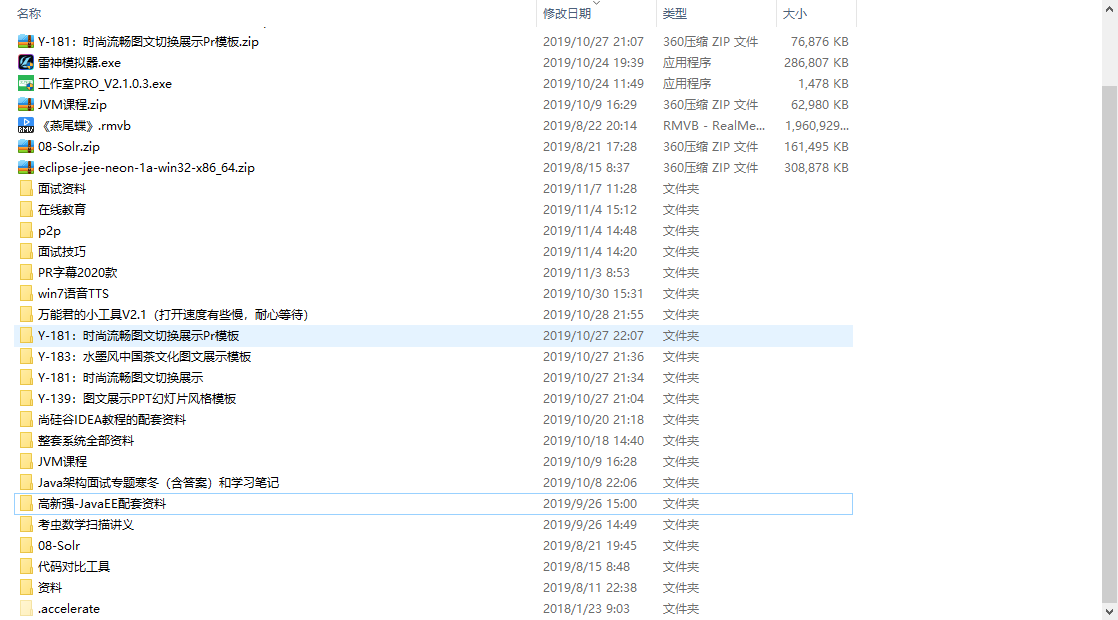 名称 修改日期 类型 大小
Y-181：时尚流畅图文切换展示Pr模板.zip 2019/10/27 21:07 360压缩 ZIP 文件 76,876 KB
雷神模拟器.exe 2019/10/24 19:39 应用程序 286,807 KB
工作室PRO_V2.1.0.3.exe 2019/10/24 11:49 应用程序 1,478 KB
JVM课程.zip 2019/10/9 16:29 360压缩 ZIP 文件 62,980 KB
《燕尾蝶》.rmvb 2019/8/22 20:14 RMVB - RealMe... 1,960,929...
08-Solr.zip 2019/8/21 17:28 360压缩 ZIP 文件 161,495 KB
eclipse-jee-neon-1a-win32-x86_64.zip 2019/8/15 8:37 360压缩 ZIP 文件 308,878 KB
面试资料 2019/11/7 11:28 文件夹
在线教育 2019/11/4 15:12 文件夹
p2p 2019/11/4 14:48 文件夹
面试技巧 2019/11/4 14:20 文件夹
PR字幕2020款 2019/11/3 8:53 文件夹
win7语音TTS 2019/10/30 15:31 文件夹
万能君的小工具V2.1（打开速度有些慢，耐心等待） 2019/10/28 21:55 文件夹
Y-181：时尚流畅图文切换展示Pr模板 2019/10/27 22:07 文件夹
Y-183：水墨风中国茶文化图文展示模板 2019/10/27 21:36 文件夹
Y-181：时尚流畅图文切换展示 2019/10/27 21:34 文件夹
Y-139：图文展示PPT幻灯片风格模板 2019/10/27 21:04 文件夹
尚硅谷IDEA教程的配套资料 2019/10/20 21:18 文件夹
整套系统全部资料 2019/10/18 14:40 文件夹
JVM课程 2019/10/9 16:28 文件夹
Java架构面试专题寒冬（含答案）和学习笔记 2019/10/8 22:06 文件夹
高新强-JavaEE配套资料 2019/9/26 15:00 文件夹
考虫数学扫描讲义 2019/9/26 14:49 文件夹
08-Solr 2019/8/21 19:45 文件夹
代码对比工具 2019/8/15 8:48 文件夹
资料 2019/8/11 22:38 文件夹
.accelerate 2018/1/23 9:03 文件夹